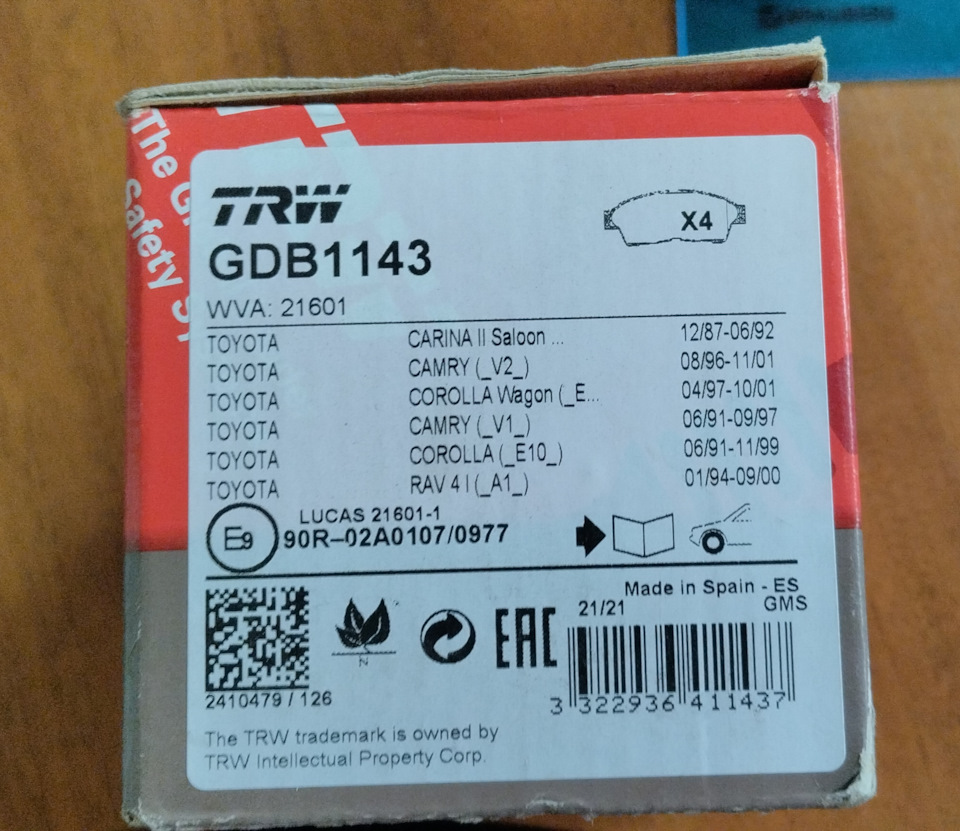 The G
Safety S
TRW
X4
GDB1143
WVA: 21601
TOYOTA CARINA II Saloon ... 12/87-06/92
TOYOTA CAMRY (_V2_) 08/96-11/01
TOYOTA COROLLA Wagon (_E... 04/97-10/01
TOYOTA CAMRY (_V1_) 06/91-09/97
TOYOTA COROLLA (_E10_) 06/91-11/99
TOYOTA RAV 4 I (_A1_) 01/94-09/00
E9
LUCAS 21601-1
90R-02A0107/0977
Made in Spain - ES
21/21 GMS
N
EAC
2410479 / 126
3 322936 411437
The TRW trademark is owned by
TRW Intellectual Property Corp.